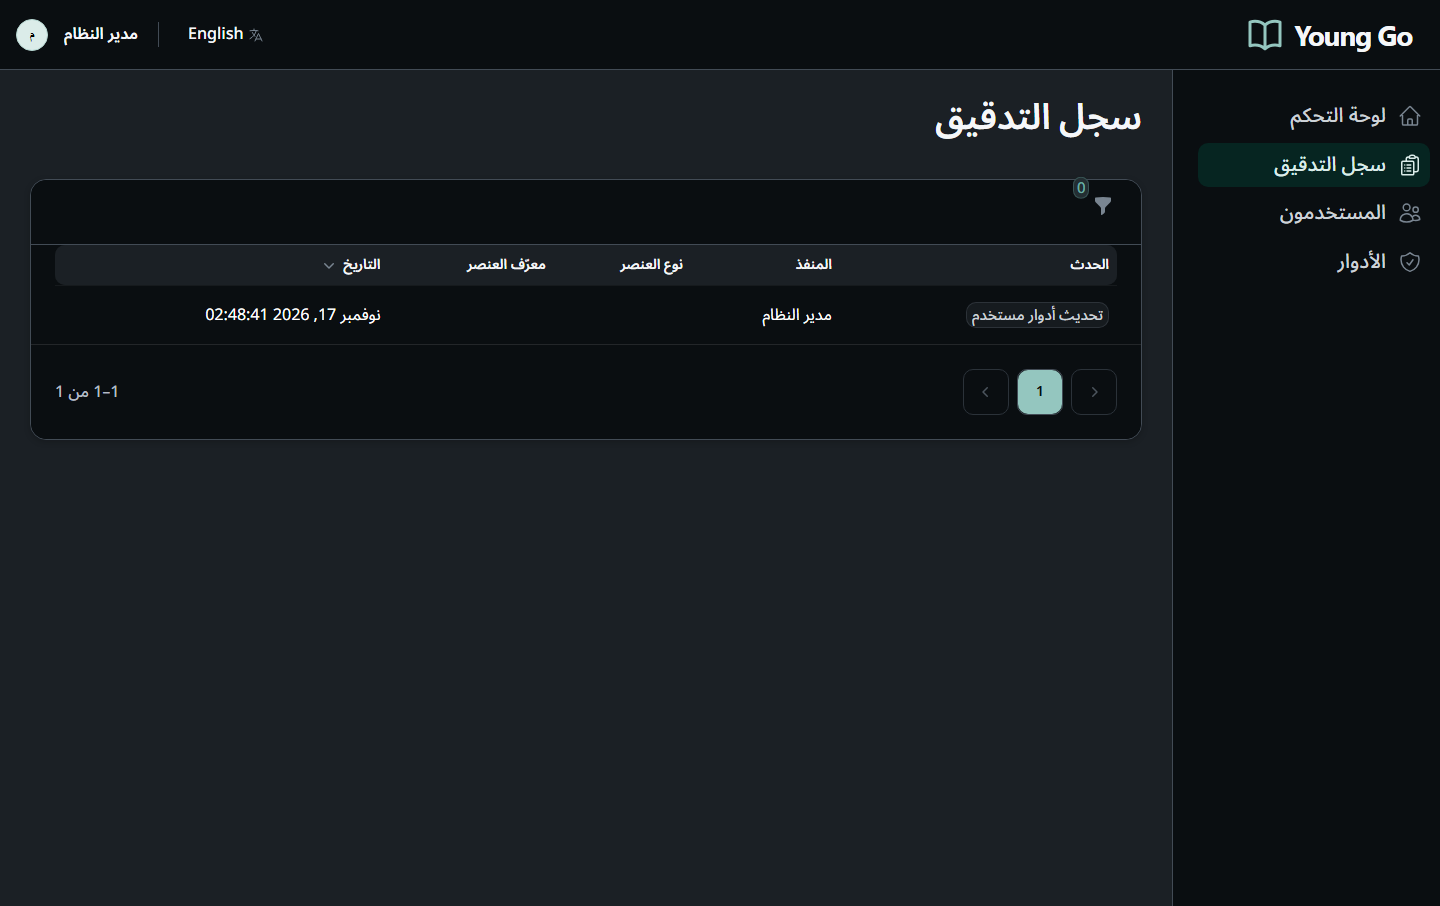 Young Go
English
مدير النظام
م
لوحة التحكم
سجل التدقيق
المستخدمون
الأدوار
سجل التدقيق
0
الحدث المنفذ نوع العنصر معرّف العنصر التاريخ
تحديث أدوار مستخدم مدير النظام نوفمبر 17, 2026 02:48:41
1
1–1 من 1